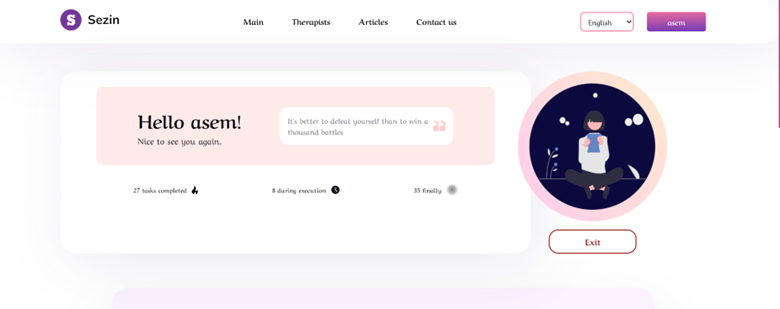 Sezin
Main
Therapists
Articles
Contact us
English
asem
Hello asem!
Nice to see you again.
It's better to defeat yourself than to win a
thousand battles
27 tasks completed
8 during execution
35 finally
Exit